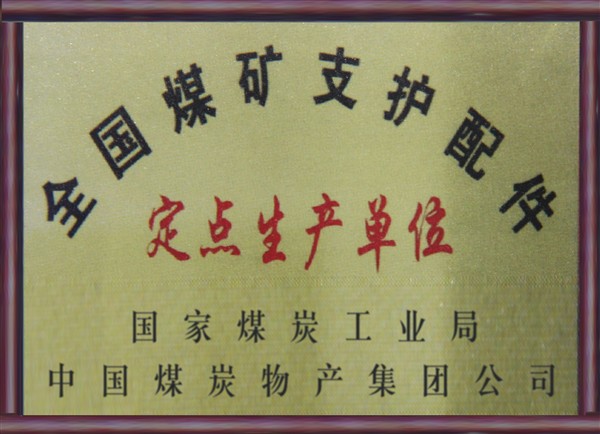 全国煤矿支护配件
定点生产单位
国家煤炭工业局
中国煤炭物产集团公司